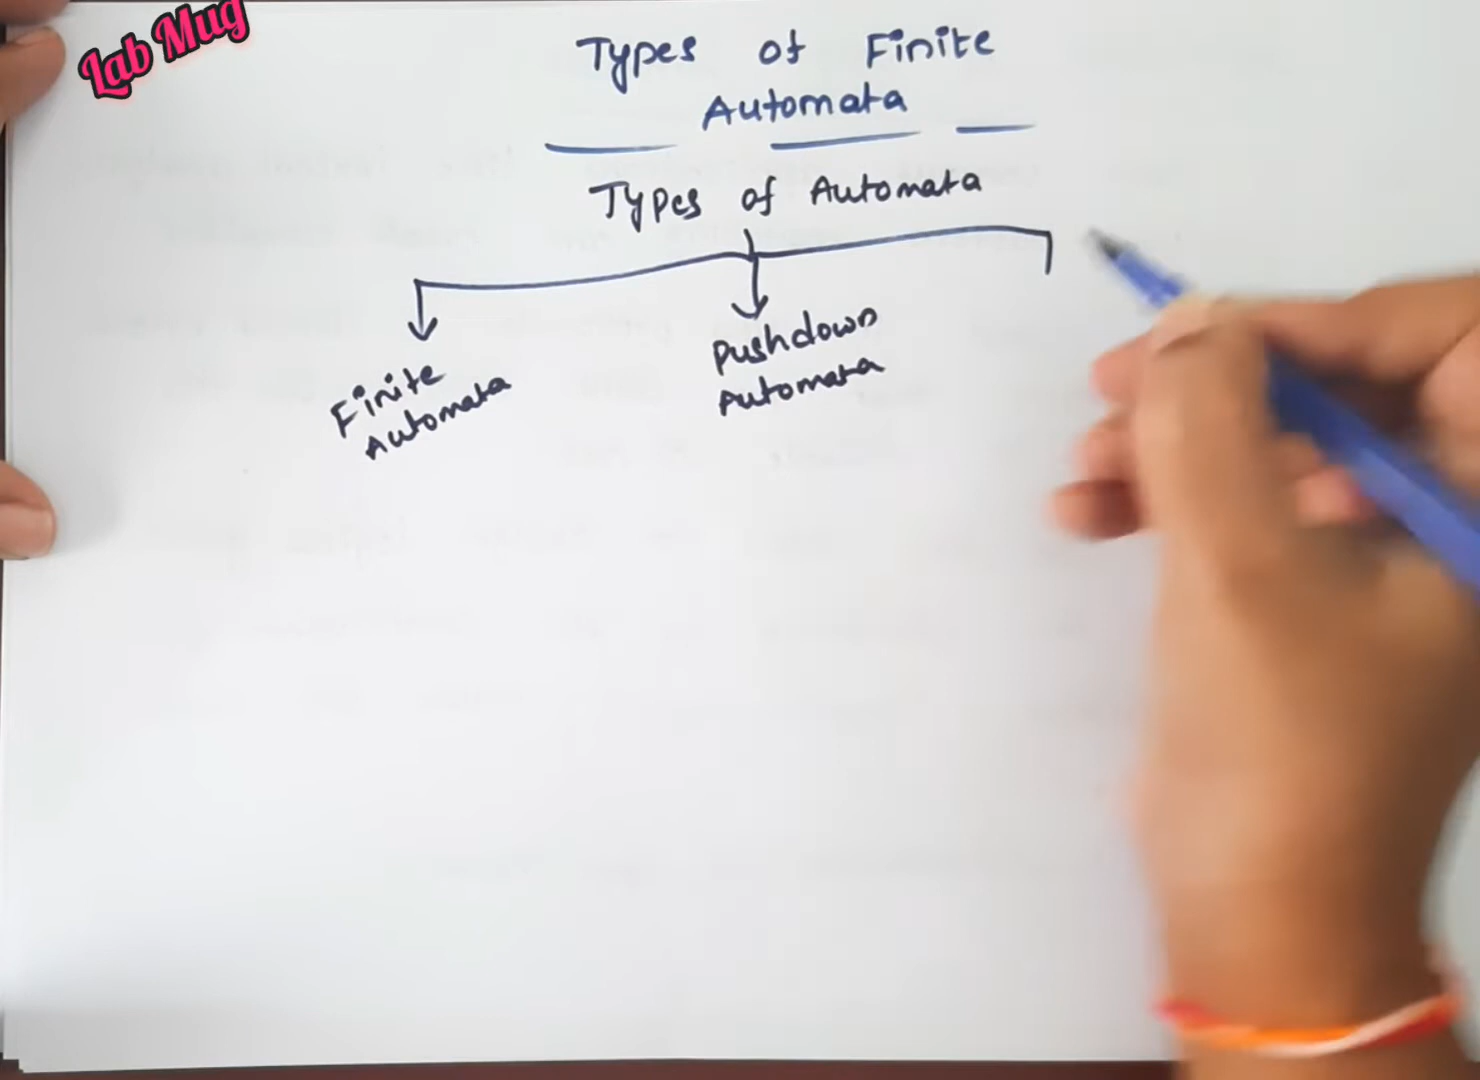 Lab Mug
Types of Finite
Automata
Types of Automata
Finite
Automata
Pushdown
Automata